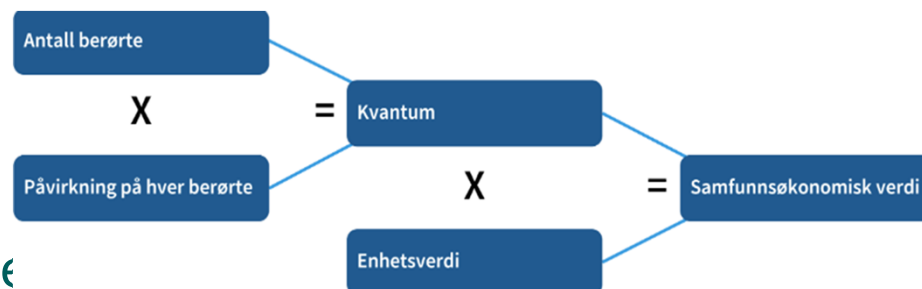 Antall berørte
X
=
Kvantum
Påvirkning på hver berørte
X
=
Samfunnsøkonomisk verdi
Enhetsverdi